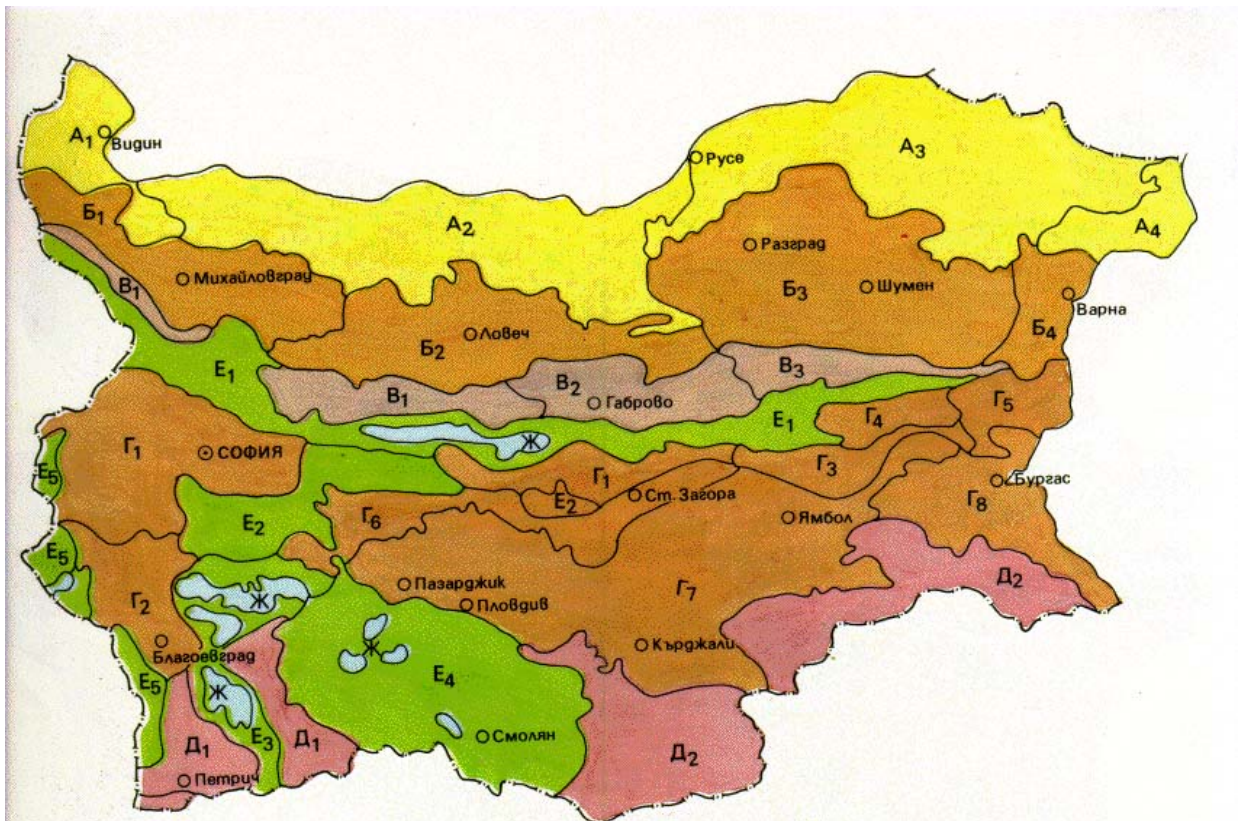 А1
Видин
Русе
А3
Б1
А2
А4
Разград
Михайловград
В1
Б3
Шумен
Варна
Ловеч
Б2
Б4
Е1
В3
В2
В1
Габрово
Г5
Г4
Е1
Г1
СОФИЯ
Ж
Е5
Г1
Г3
Ст. Загора
Е2
Бургас
Г8
Г6
Е2
Ямбол
Е5
Пазарджик
Д2
Г7
Ж
Г2
Пловдив
Ж
Кърджали
Благоевград
Е5
Е4
Ж
Е3
Смолян
Д1
Д1
Д2
Петрич